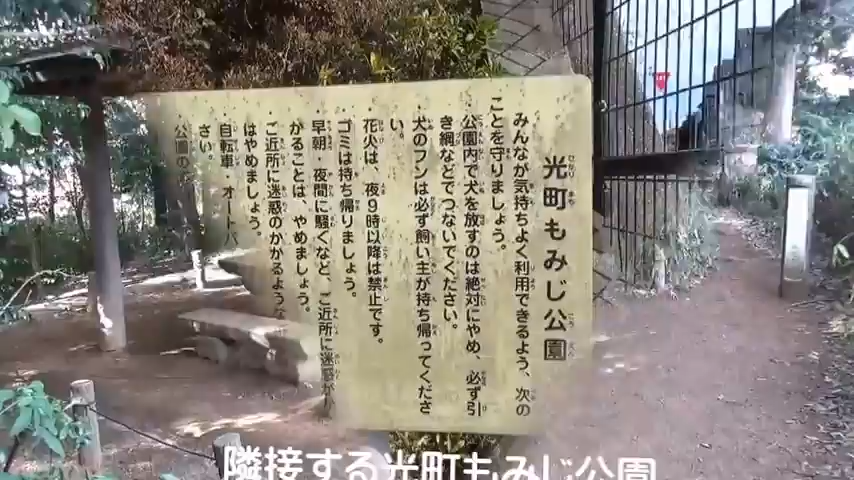 光町もみじ公園
みんなが気持ちよく利用できるよう、次の
ことを守りましょう。
公園内で犬を放すのは絶対にやめ、必ず引
き綱などでつないでください。
犬のフンは必ず飼い主が持ち帰ってくださ
い。
花火は、夜9時以降は禁止です。
ゴミは持ち帰りましょう。
早朝・夜間に騒ぐなど、ご近所に迷惑が
かることは、やめましょう。
ご近所に迷惑のかかるような
はやめましょう。
自転車・オートバ
さい。
公園の
隣接する光町もみじ公園